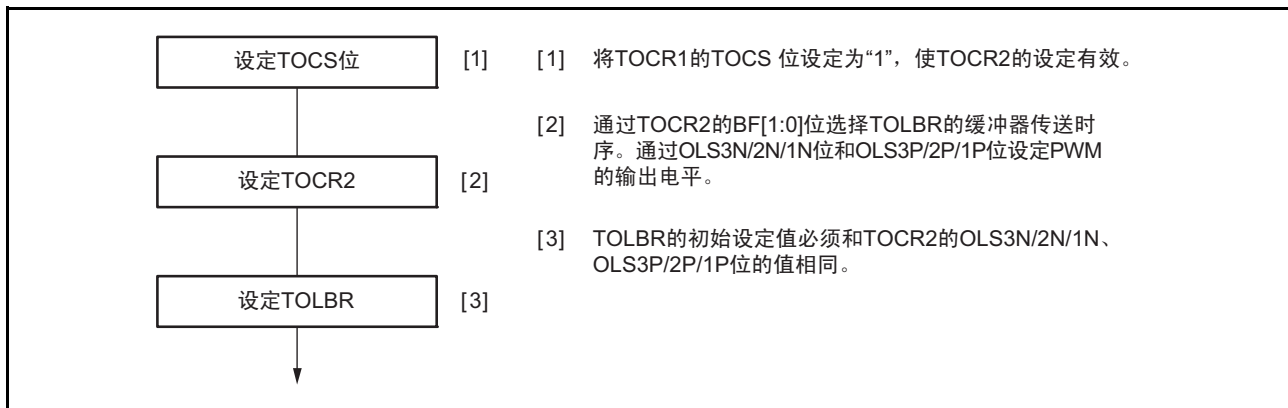 设定TOCS位 [1]
[1] 将TOCR1的TOCS 位设定为“1”，使TOCR2的设定有效。
[2] 通过TOCR2的BF[1:0]位选择TOLBR的缓冲器传送时
序。通过OLS3N/2N/1N位和OLS3P/2P/1P位设定PWM
的输出电平。
设定TOCR2 [2]
[3] TOLBR的初始设定值必须和TOCR2的OLS3N/2N/1N、
OLS3P/2P/1P位的值相同。
设定TOLBR [3]